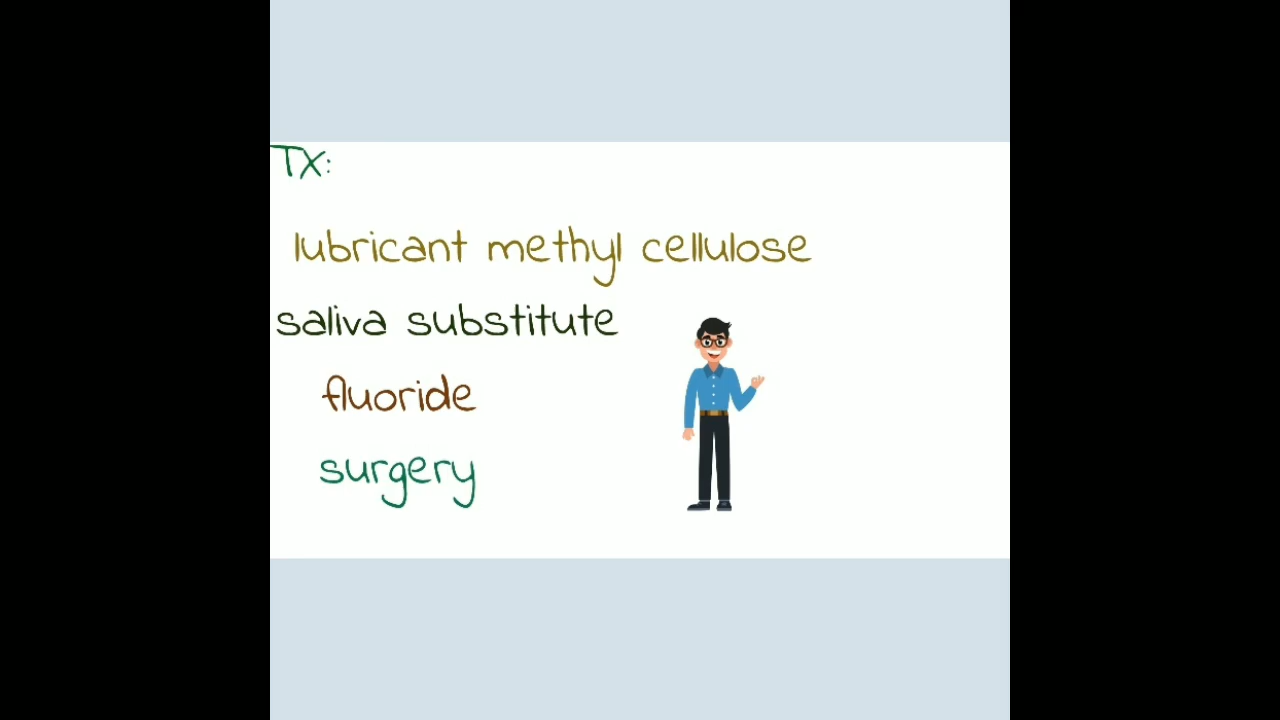 TX:
lubricant methyl cellulose
saliva substitute
fluoride
surgery